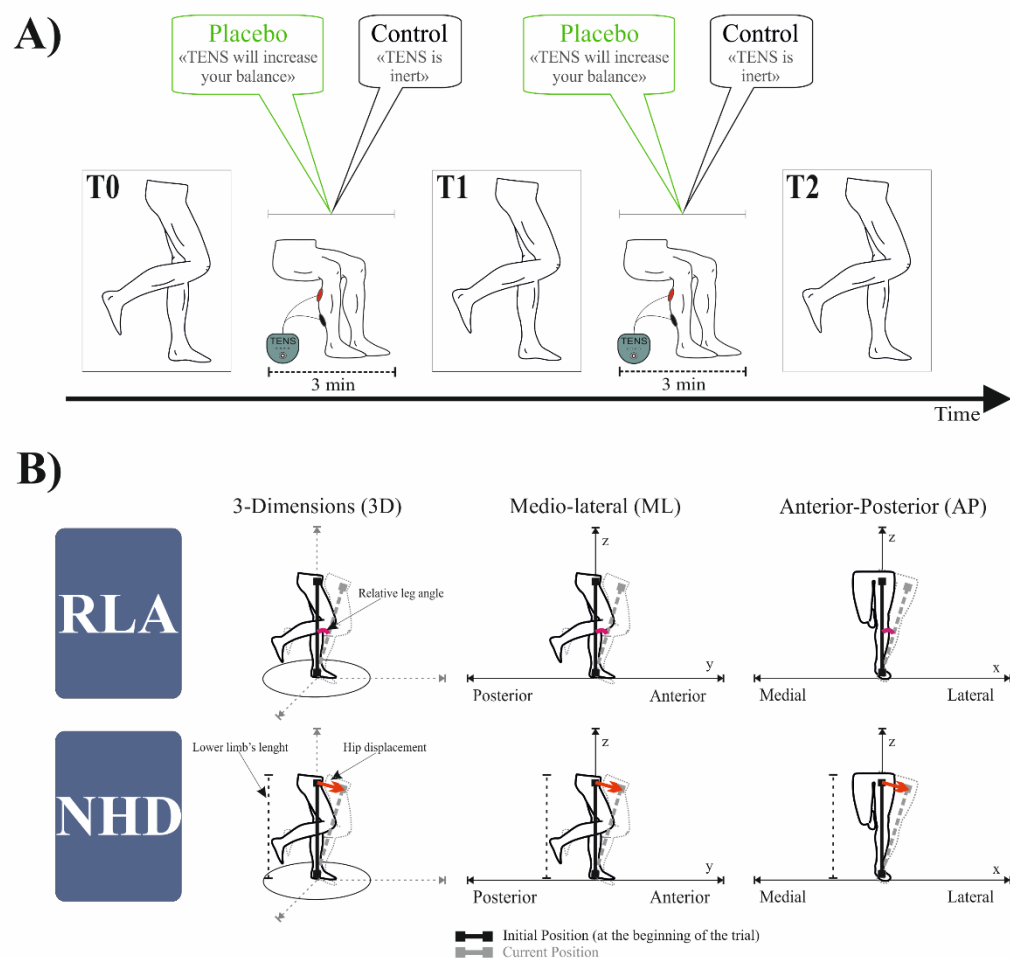 A)
Placebo
«TENS will increase
your balance»
Control
«TENS is
inert»
Placebo
«TENS will increase
your balance»
Control
«TENS is
inert»
T0
T1
T2
TENS
TENS
3 min
3 min
Time
B)
3-Dimensions (3D)
Medio-lateral (ML)
Anterior-Posterior (AP)
RLA
Relative leg angle
z
y
Posterior
Anterior
z
x
Medial
Lateral
NHD
Lower limb's lenght
Hip displacement
z
y
Posterior
Anterior
z
x
Medial
Lateral
Initial Position (at the beginning of the trial)
Current Position